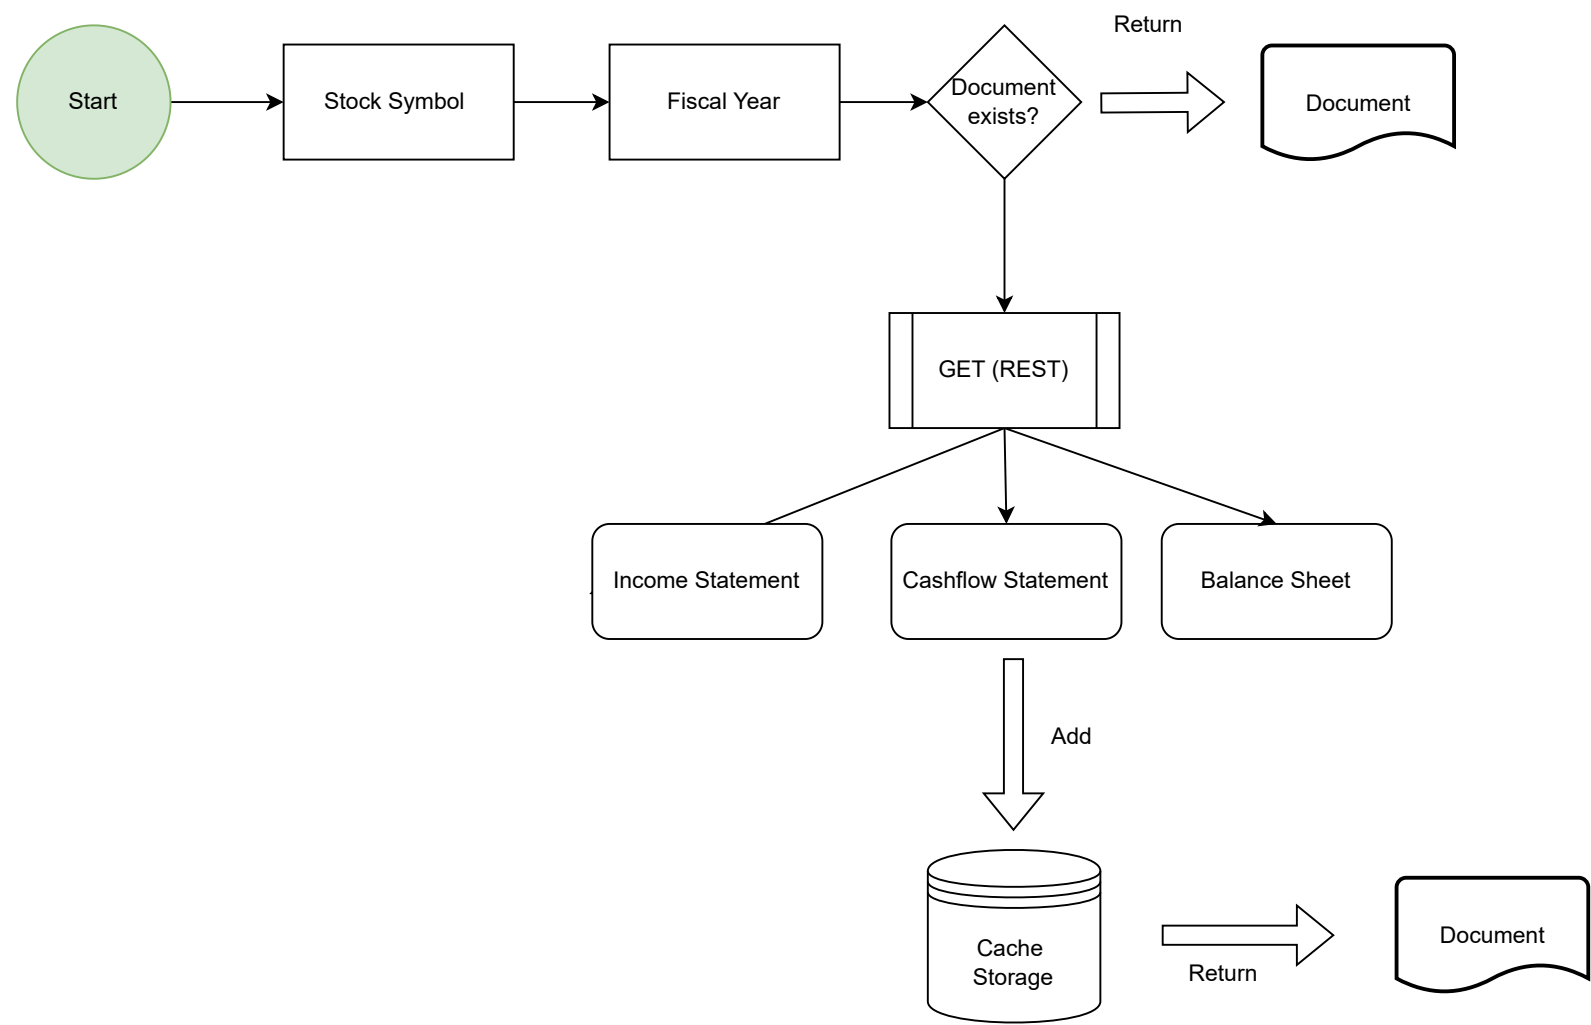 Return
Start
Stock Symbol
Fiscal Year
Document
exists?
Document
GET (REST)
Income Statement
Cashflow Statement
Balance Sheet
Add
Cache
Storage
Return
Document